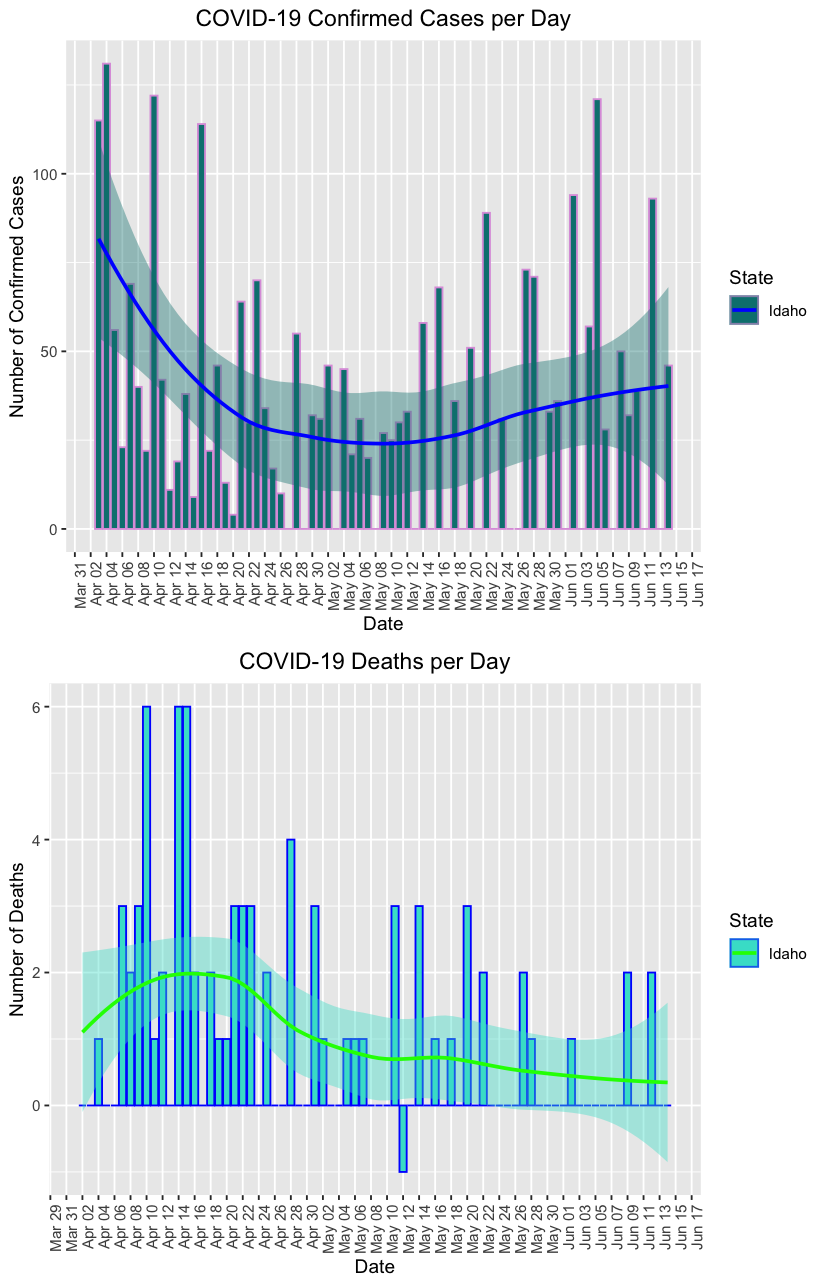 COVID-19 Confirmed Cases per Day
Number of Confirmed Cases
100
50
0
State
Idaho
Mar 31
Apr 02
Apr 04
Apr 06
Apr 08
Apr 10
Apr 12
Apr 14
Apr 16
Apr 18
Apr 20
Apr 22
Apr 24
Apr 26
Apr 28
Apr 30
May 02
May 04
May 06
May 08
May 10
May 12
May 14
May 16
May 18
May 20
May 22
May 24
May 26
May 28
May 30
Jun 01
Jun 03
Jun 05
Jun 07
Jun 09
Jun 11
Jun 13
Jun 15
Jun 17
Date
COVID-19 Deaths per Day
Number of Deaths
6
4
2
0
State
Idaho
Mar 29
Mar 31
Apr 02
Apr 04
Apr 06
Apr 08
Apr 10
Apr 12
Apr 14
Apr 16
Apr 18
Apr 20
Apr 22
Apr 24
Apr 26
Apr 28
Apr 30
May 02
May 04
May 06
May 08
May 10
May 12
May 14
May 16
May 18
May 20
May 22
May 24
May 26
May 28
May 30
Jun 01
Jun 03
Jun 05
Jun 07
Jun 09
Jun 11
Jun 13
Jun 15
Jun 17
Date